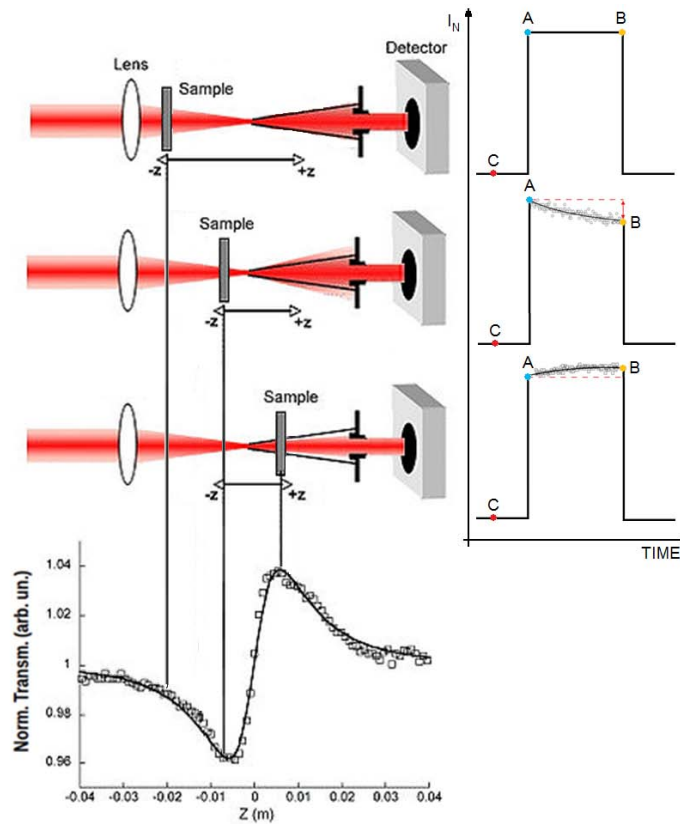 Lens
Sample
Detector
-z
+z
Sample
-z
+z
Sample
-z
+z
I_N
A
B
C
A
B
C
A
B
C
TIME
Norm. Transm. (arb. un.)
1.04
1.02
1
0.98
0.96
-0.04 -0.03 -0.02 -0.01 0 0.01 0.02 0.03 0.04
Z (m)